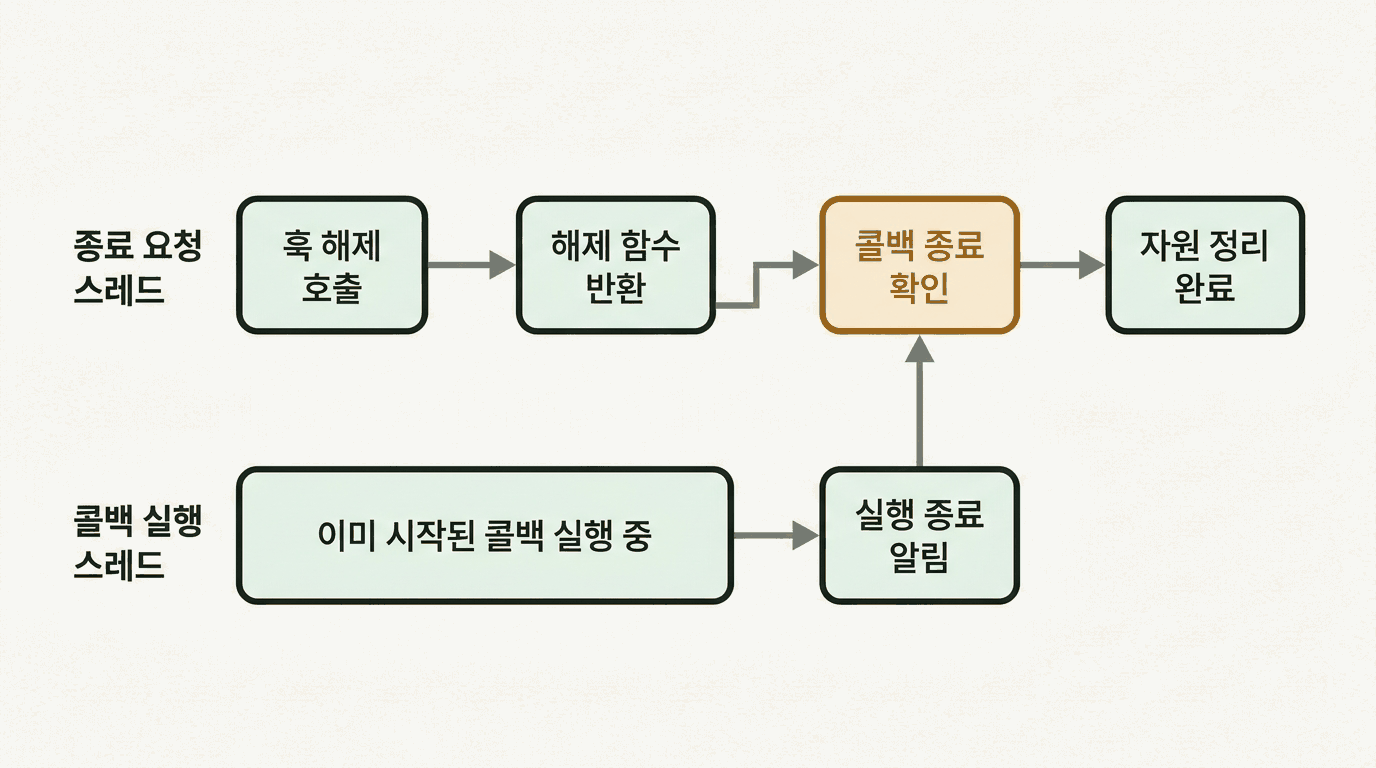 종료 요청
스레드
훅 해제
호출
해제 함수
반환
콜백 종료
확인
자원 정리
완료
콜백 실행
스레드
이미 시작된 콜백 실행 중
실행 종료
알림